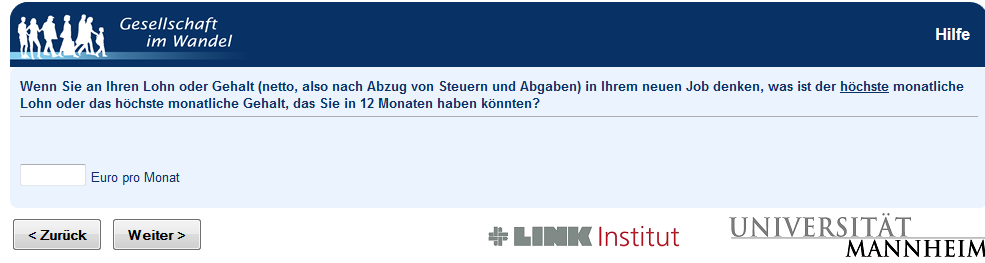 Gesellschaft
im Wandel
Hilfe
Wenn Sie an Ihren Lohn oder Gehalt (netto, also nach Abzug von Steuern und Abgaben) in Ihrem neuen Job denken, was ist der höchste monatliche
Lohn oder das höchste monatliche Gehalt, das Sie in 12 Monaten haben könnten?
Euro pro Monat
< Zurück
Weiter >
LINK Institut
UNIVERSITÄT
MANNHEIM